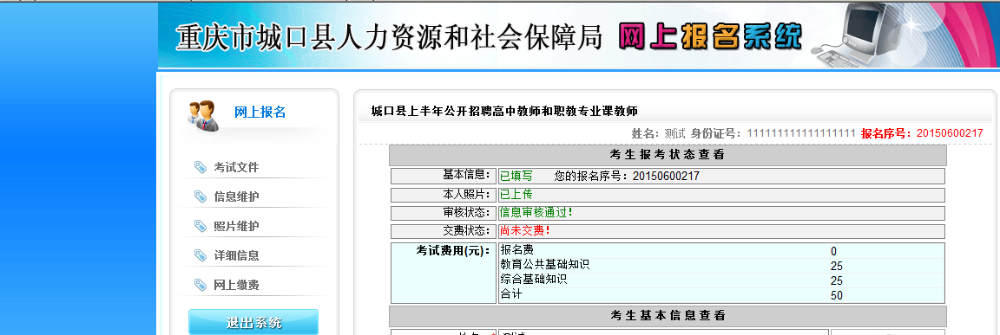 重庆市城口县人力资源和社会保障局 网上报名系统
网上报名
考试文件
信息维护
照片维护
详细信息
网上缴费
退出系统
城口县上半年公开招聘高中教师和职教专业课教师
姓名：测试 身份证号：111111111111111111 报名序号：20150600217
考生报考状态查看
基本信息： 已填写 您的报名序号：20150600217
本人照片： 已上传
审核状态： 信息审核通过！
交费状态： 尚未交费！
考试费用(元)： 报名费 0
教育公共基础知识 25
综合基础知识 25
合计 50
考生基本信息查看